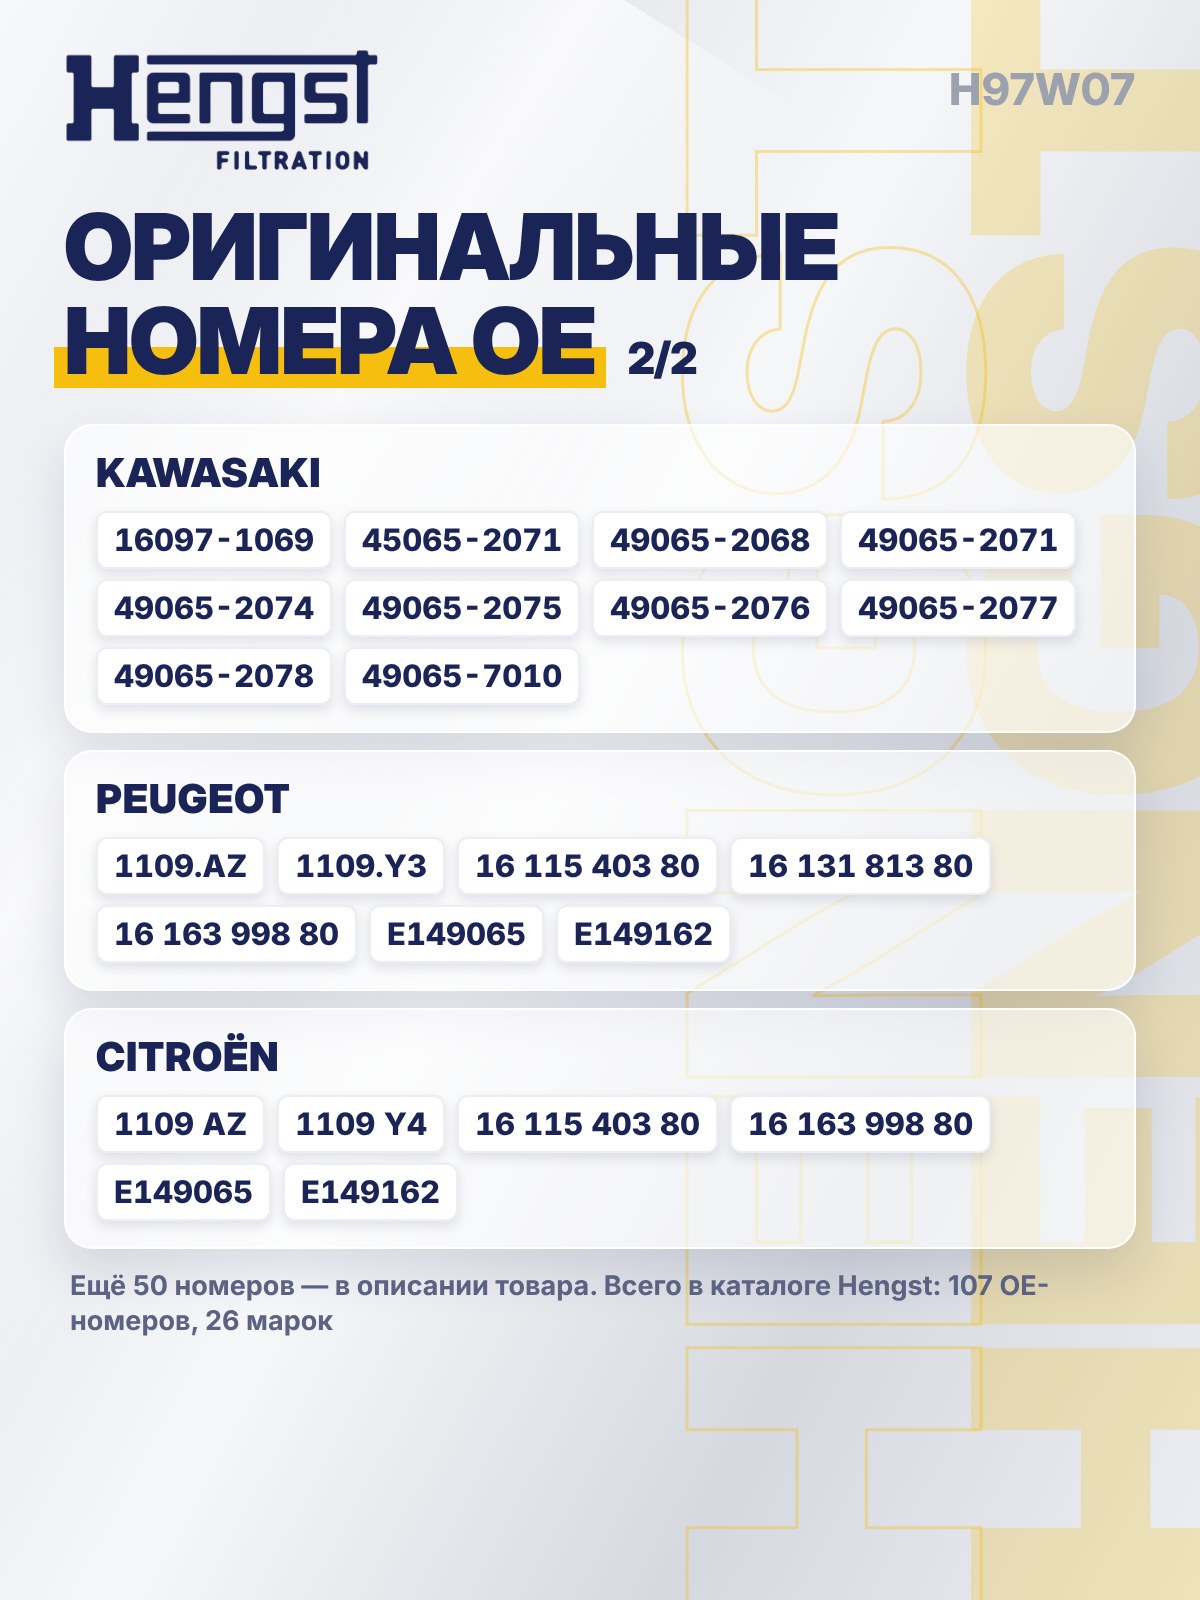 Hengst
FILTRATION
H97W07
ОРИГИНАЛЬНЫЕ
НОМЕРА OE 2/2
KAWASAKI
16097-1069 45065-2071 49065-2068 49065-2071
49065-2074 49065-2075 49065-2076 49065-2077
49065-2078 49065-7010
PEUGEOT
1109.AZ 1109.Y3 16 115 403 80 16 131 813 80
16 163 998 80 E149065 E149162
CITROËN
1109 AZ 1109 Y4 16 115 403 80 16 163 998 80
E149065 E149162
Ещё 50 номеров — в описании товара. Всего в каталоге Hengst: 107 OE-
номеров, 26 марок
HENGST
HENGST